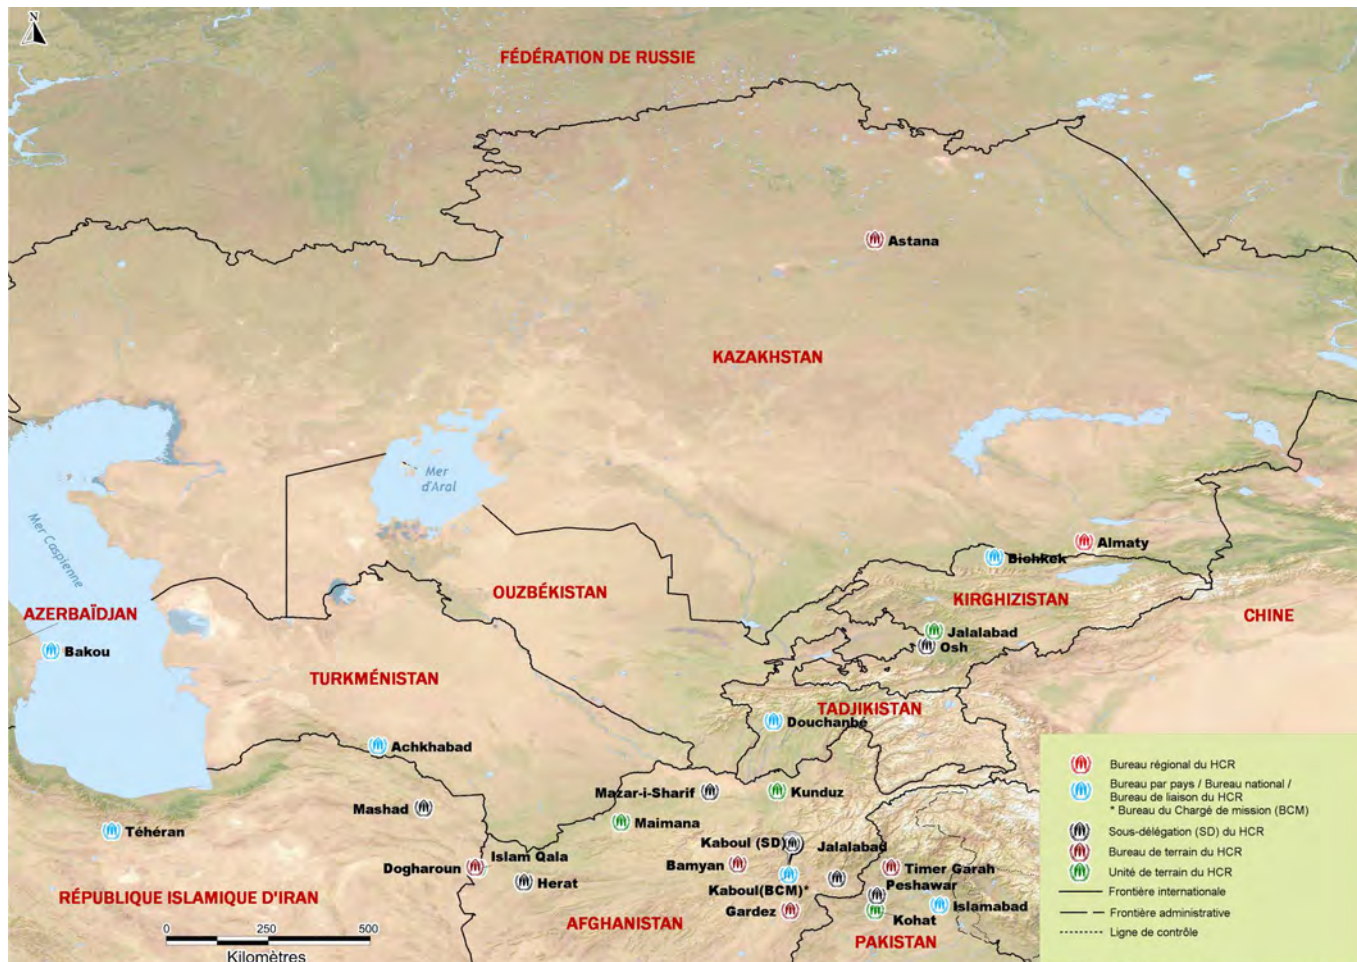 N
FÉDÉRATION DE RUSSIE
Astana
KAZAKHSTAN
Mer
d'Aral
Mer Caspienne
Almaty
Bichkek
OUZBÉKISTAN
KIRGHIZISTAN
AZERBAÏDJAN
CHINE
Jalalabad
Osh
Bakou
TURKMÉNISTAN
TADJIKISTAN
Douchanbé
Achkhabad
Mazar-i-Sharif
Kunduz
Mashad
Maimana
Téhéran
Kaboul (SD)
Jalalabad
Islam Qala
Dogharoun
Bamyan
Timer Garah
Herat
Kaboul(BCM)*
Peshawar
RÉPUBLIQUE ISLAMIQUE D'IRAN
Gardez
Islamabad
AFGHANISTAN
Kohat
PAKISTAN
0 250 500
Kilomètres
Bureau régional du HCR
Bureau par pays / Bureau national /
Bureau de liaison du HCR
* Bureau du Chargé de mission (BCM)
Sous-délégation (SD) du HCR
Bureau de terrain du HCR
Unité de terrain du HCR
Frontière internationale
Frontière administrative
Ligne de contrôle